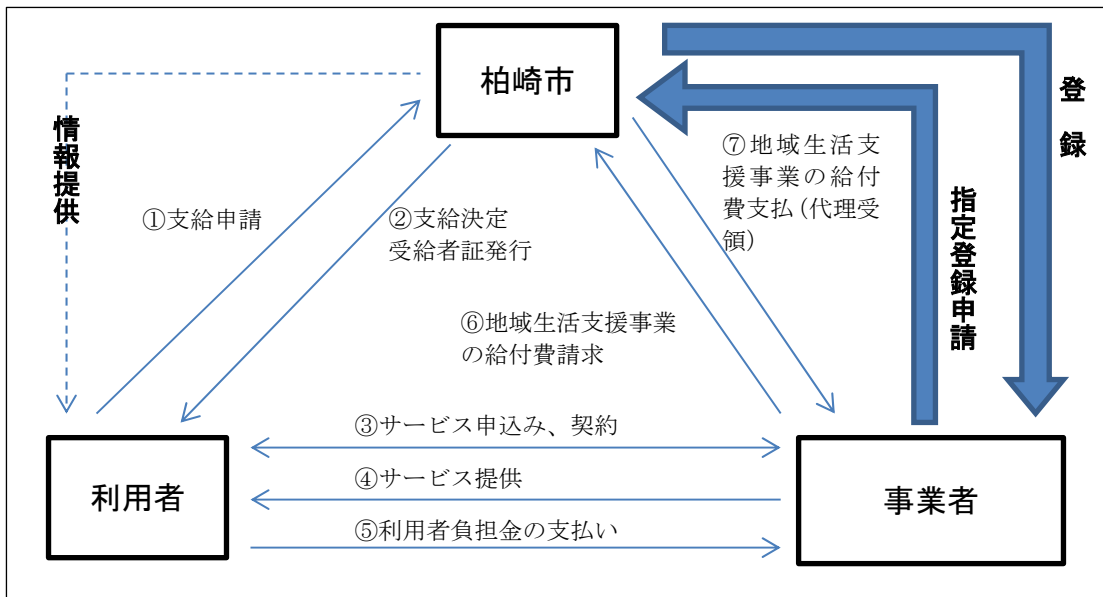 柏崎市
登録
情報提供
①支給申請
②支給決定
受給者証発行
⑦地域生活支
援事業の給付
費支払(代理受
領)
指定登録申請
⑥地域生活支援事業
の給付費請求
③サービス申込み、契約
④サービス提供
⑤利用者負担金の支払い
利用者
事業者